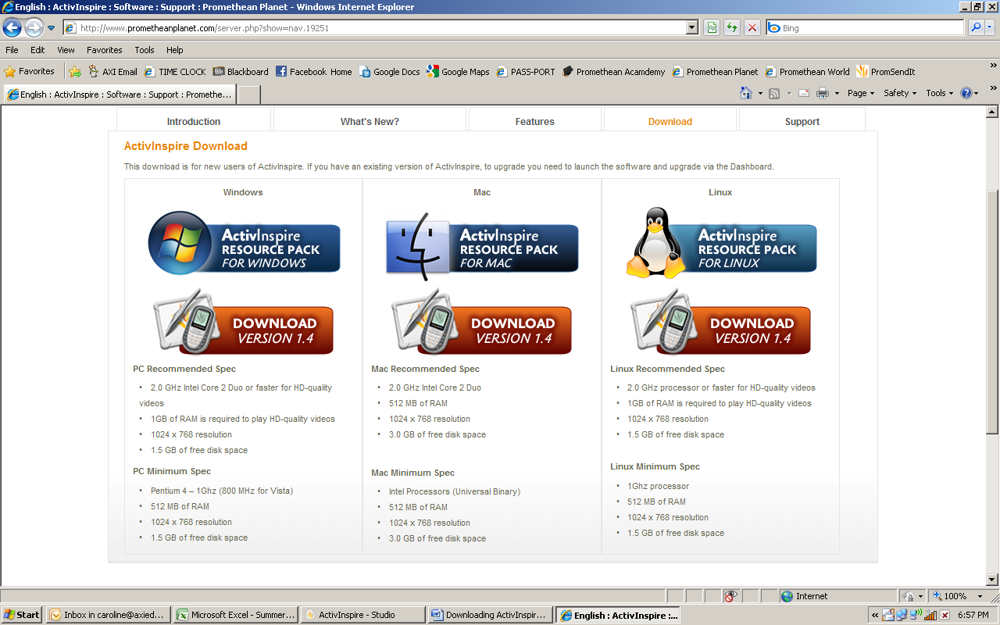 English : ActivInspire : Software : Support : Promethean Planet - Windows Internet Explorer
http://www.prometheanplanet.com/server.php?show=nav.19251
Bing
File Edit View Favorites Tools Help
Favorites AXI Email TIME CLOCK Blackboard Facebook Home Google Docs Google Maps PASS-PORT Promethean Acamdemy Promethean Planet Promethean World PromSendIt
English : ActivInspire : Software : Support : Promethe...
Page Safety Tools
Introduction What's New? Features Download Support
ActivInspire Download
This download is for new users of ActivInspire. If you have an existing version of ActivInspire, to upgrade you need to launch the software and upgrade via the Dashboard.
Windows
ActivInspire
RESOURCE PACK
FOR WINDOWS
DOWNLOAD
VERSION 1.4
PC Recommended Spec
• 2.0 GHz Intel Core 2 Duo or faster for HD-quality
videos
• 1GB of RAM is required to play HD-quality videos
• 1024 x 768 resolution
• 1.5 GB of free disk space
PC Minimum Spec
• Pentium 4 – 1Ghz (800 MHz for Vista)
• 512 MB of RAM
• 1024 x 768 resolution
• 1.5 GB of free disk space
Mac
ActivInspire
RESOURCE PACK
FOR MAC
DOWNLOAD
VERSION 1.4
Mac Recommended Spec
• 2.0 GHz Intel Core 2 Duo
• 512 MB of RAM
• 1024 x 768 resolution
• 3.0 GB of free disk space
Mac Minimum Spec
• Intel Processors (Universal Binary)
• 512 MB of RAM
• 1024 x 768 resolution
• 3.0 GB of free disk space
Linux
ActivInspire
RESOURCE PACK
FOR LINUX
DOWNLOAD
VERSION 1.4
Linux Recommended Spec
• 2.0 GHz processor or faster for HD-quality videos
• 1GB of RAM is required to play HD-quality videos
• 1024 x 768 resolution
• 1.5 GB of free disk space
Linux Minimum Spec
• 1Ghz processor
• 512 MB of RAM
• 1024 x 768 resolution
• 1.5 GB of free disk space
Internet 100%
Start Inbox in caroline@axied... Microsoft Excel - Summer... ActivInspire - Studio Downloading ActivInspir... English : ActivInspire :... 6:57 PM